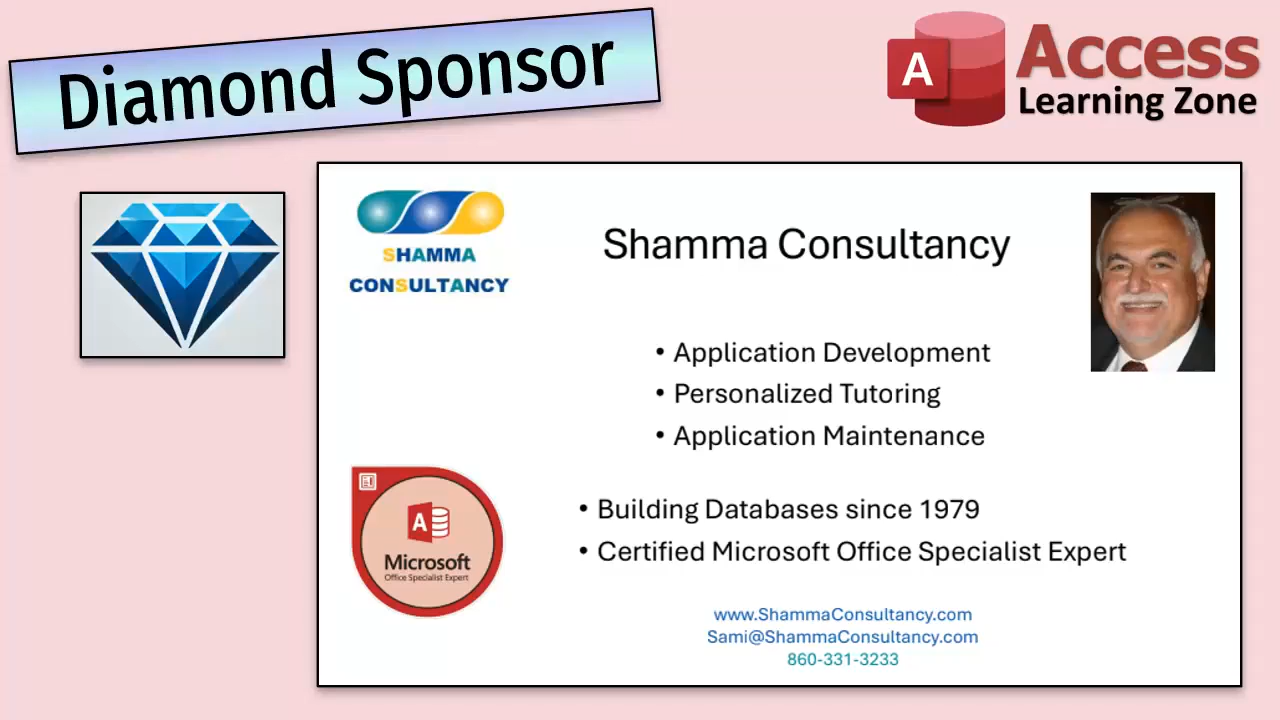 Diamond Sponsor
A
Access
Learning Zone
SHAMMA
CONSULTANCY
Shamma Consultancy
• Application Development
• Personalized Tutoring
• Application Maintenance
A
Microsoft
Office Specialist Expert
• Building Databases since 1979
• Certified Microsoft Office Specialist Expert
www.ShammaConsultancy.com
Sami@ShammaConsultancy.com
860-331-3233